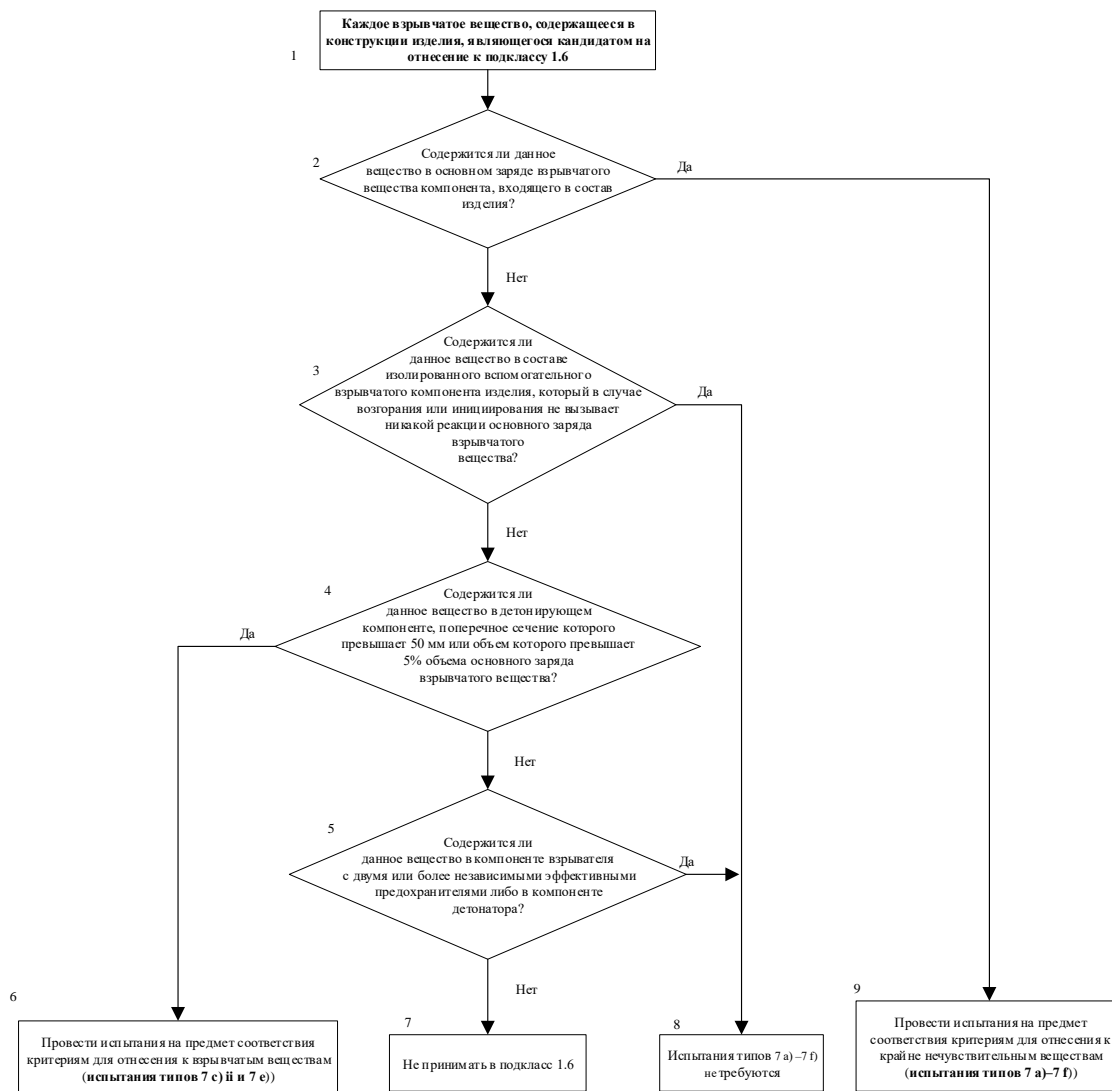 Каждое взрывчатое вещество, содержащееся в
конструкции изделия, являющегося кандидатом на
отнесение к подклассу 1.6
1
2
Содержится ли данное
вещество в основном заряде взрывчатого
вещества компонента, входящего в состав
изделия?
Да
Нет
3
Содержится ли
данное вещество в составе
изолированного вспомогательного
взрывчатого компонента изделия, который в случае
возгорания или инициирования не вызывает
никакой реакции основного заряда
взрывчатого
вещества?
Да
Нет
4
Содержится ли
данное вещество в детонирующем
компоненте, поперечное сечение которого
превышает 50 мм или объем которого превышает
5% объема основного заряда
взрывчатого вещества?
Да
Нет
5
Содержится ли
данное вещество в компоненте взрывателя
с двумя или более независимыми эффективными
предохранителями либо в компоненте
детонатора?
Да
Нет
6
Провести испытания на предмет соответствия
критериям для отнесения к взрывчатым веществам
(испытания типов 7 c) ii и 7 e))
7
Не принимать в подкласс 1.6
8
Испытания типов 7 a) –7 f)
не требуются
9
Провести испытания на предмет
соответствия критериям для отнесения к
крайне нечувствительным веществам
(испытания типов 7 a)–7 f))